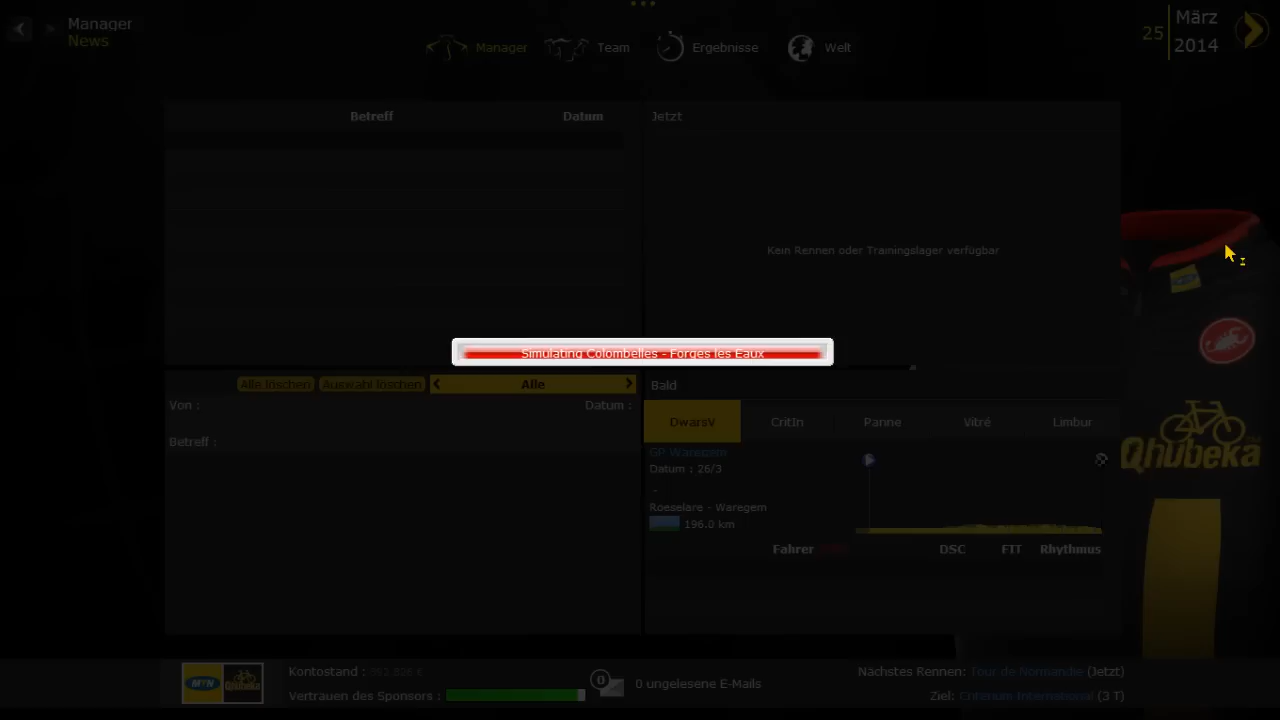 Manager
News
Manager
Team
Ergebnisse
Welt
25
März
2014
Betreff
Datum
Jetzt
Kein Rennen oder Trainingslager verfügbar
Simulating Colombelles - Forges les Eaux
Alle löschen
Auswahl löschen
Alle
Von :
Datum :
Betreff :
Bald
DwarsV
CritIn
Panne
Vitré
Limbur
GP Waregem
Datum : 26/3
-
Roeselare - Waregem
196.0 km
Fahrer
DSC
FIT
Rhythmus
MTN
Qhubeka
Kontostand :
Vertrauen des Sponsors :
0
0 ungelesene E-Mails
Nächstes Rennen: Tour de Normandie (Jetzt)
Ziel: Critérium International (3 T)